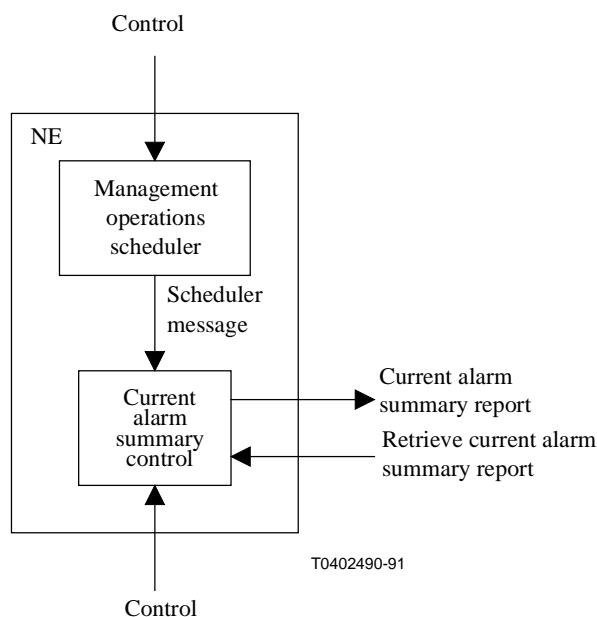 Control
NE
Management
operations
scheduler
Scheduler
message
Current
alarm
summary
control
Current alarm
summary report
Retrieve current alarm
summary report
T0402490-91
Control